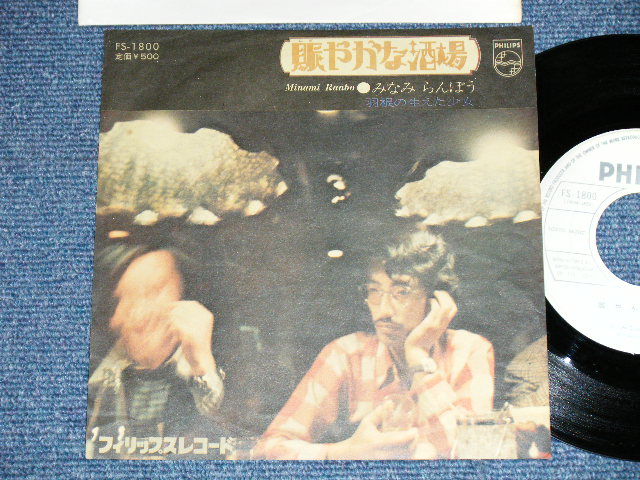 FS-1800
定価¥500
賑やかな酒場
PHILIPS
Minami Ranbo ● みなみ らんぼう
羽根の生えた少女
フィリップスレコード
PHI
FS-1800